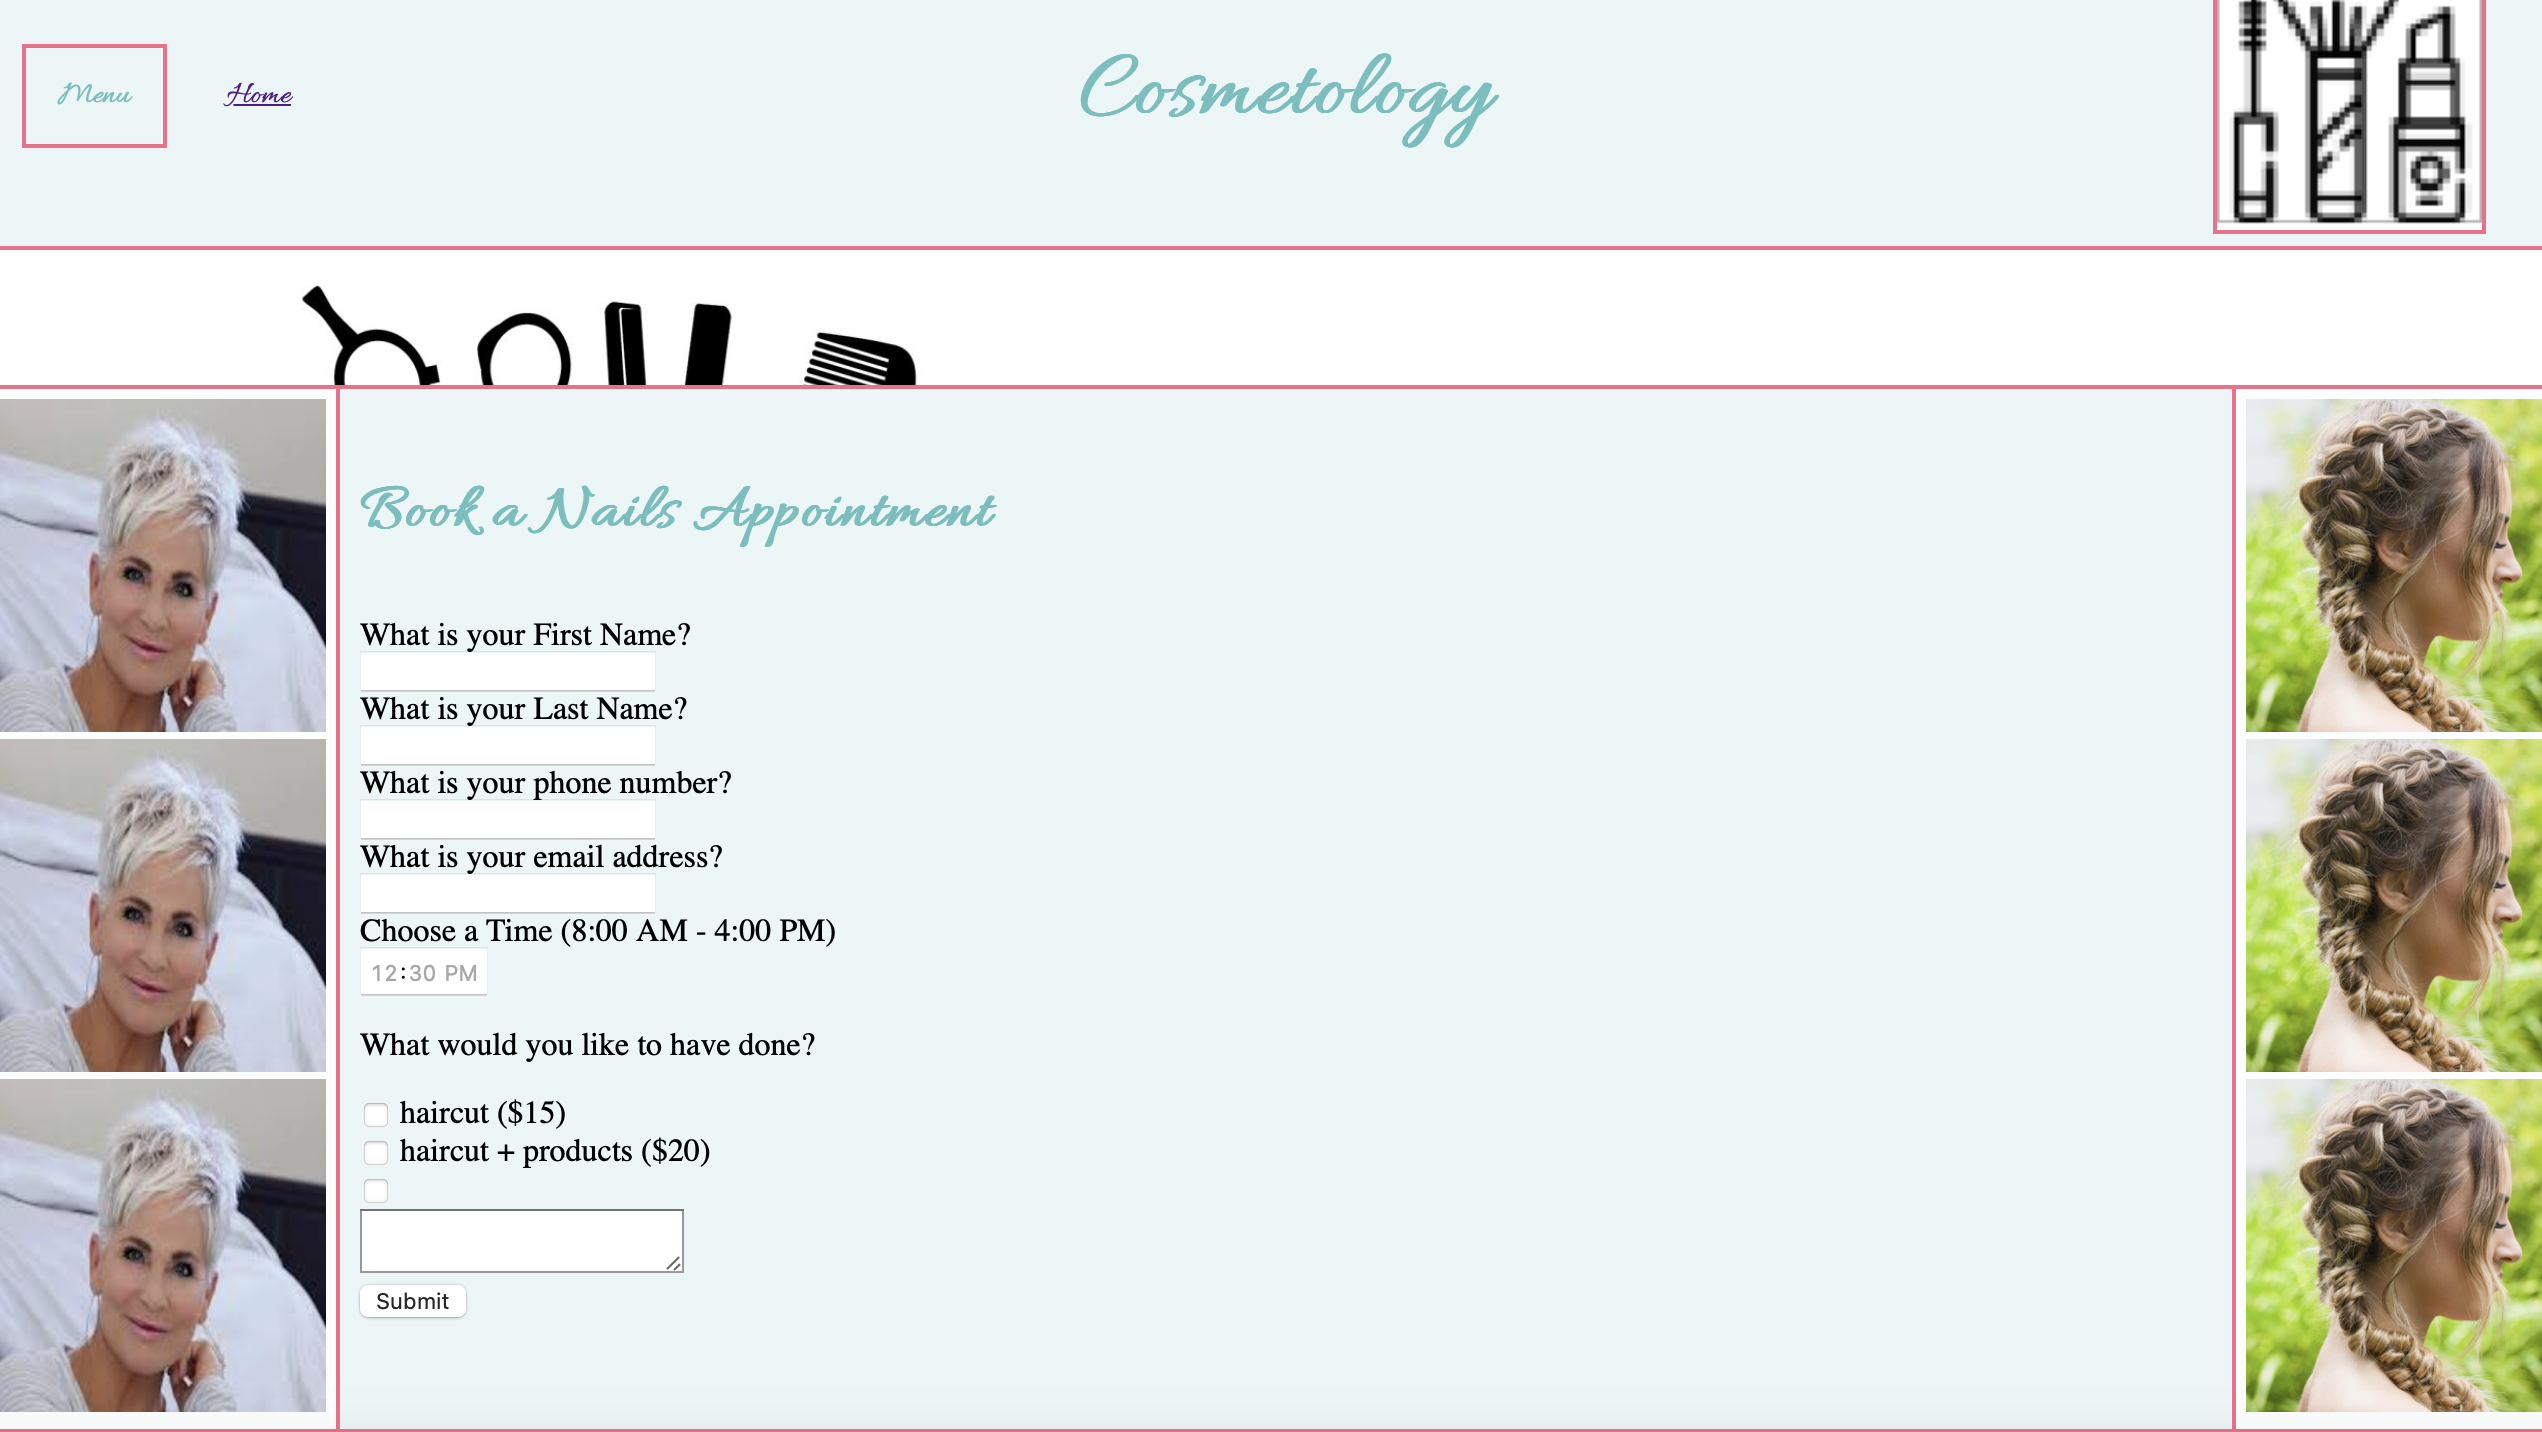 Menu
Home
Cosmetology
Book a Nails Appointment
What is your First Name?
What is your Last Name?
What is your phone number?
What is your email address?
Choose a Time (8:00 AM - 4:00 PM)
12:30 PM
What would you like to have done?
haircut ($15)
haircut + products ($20)
Submit